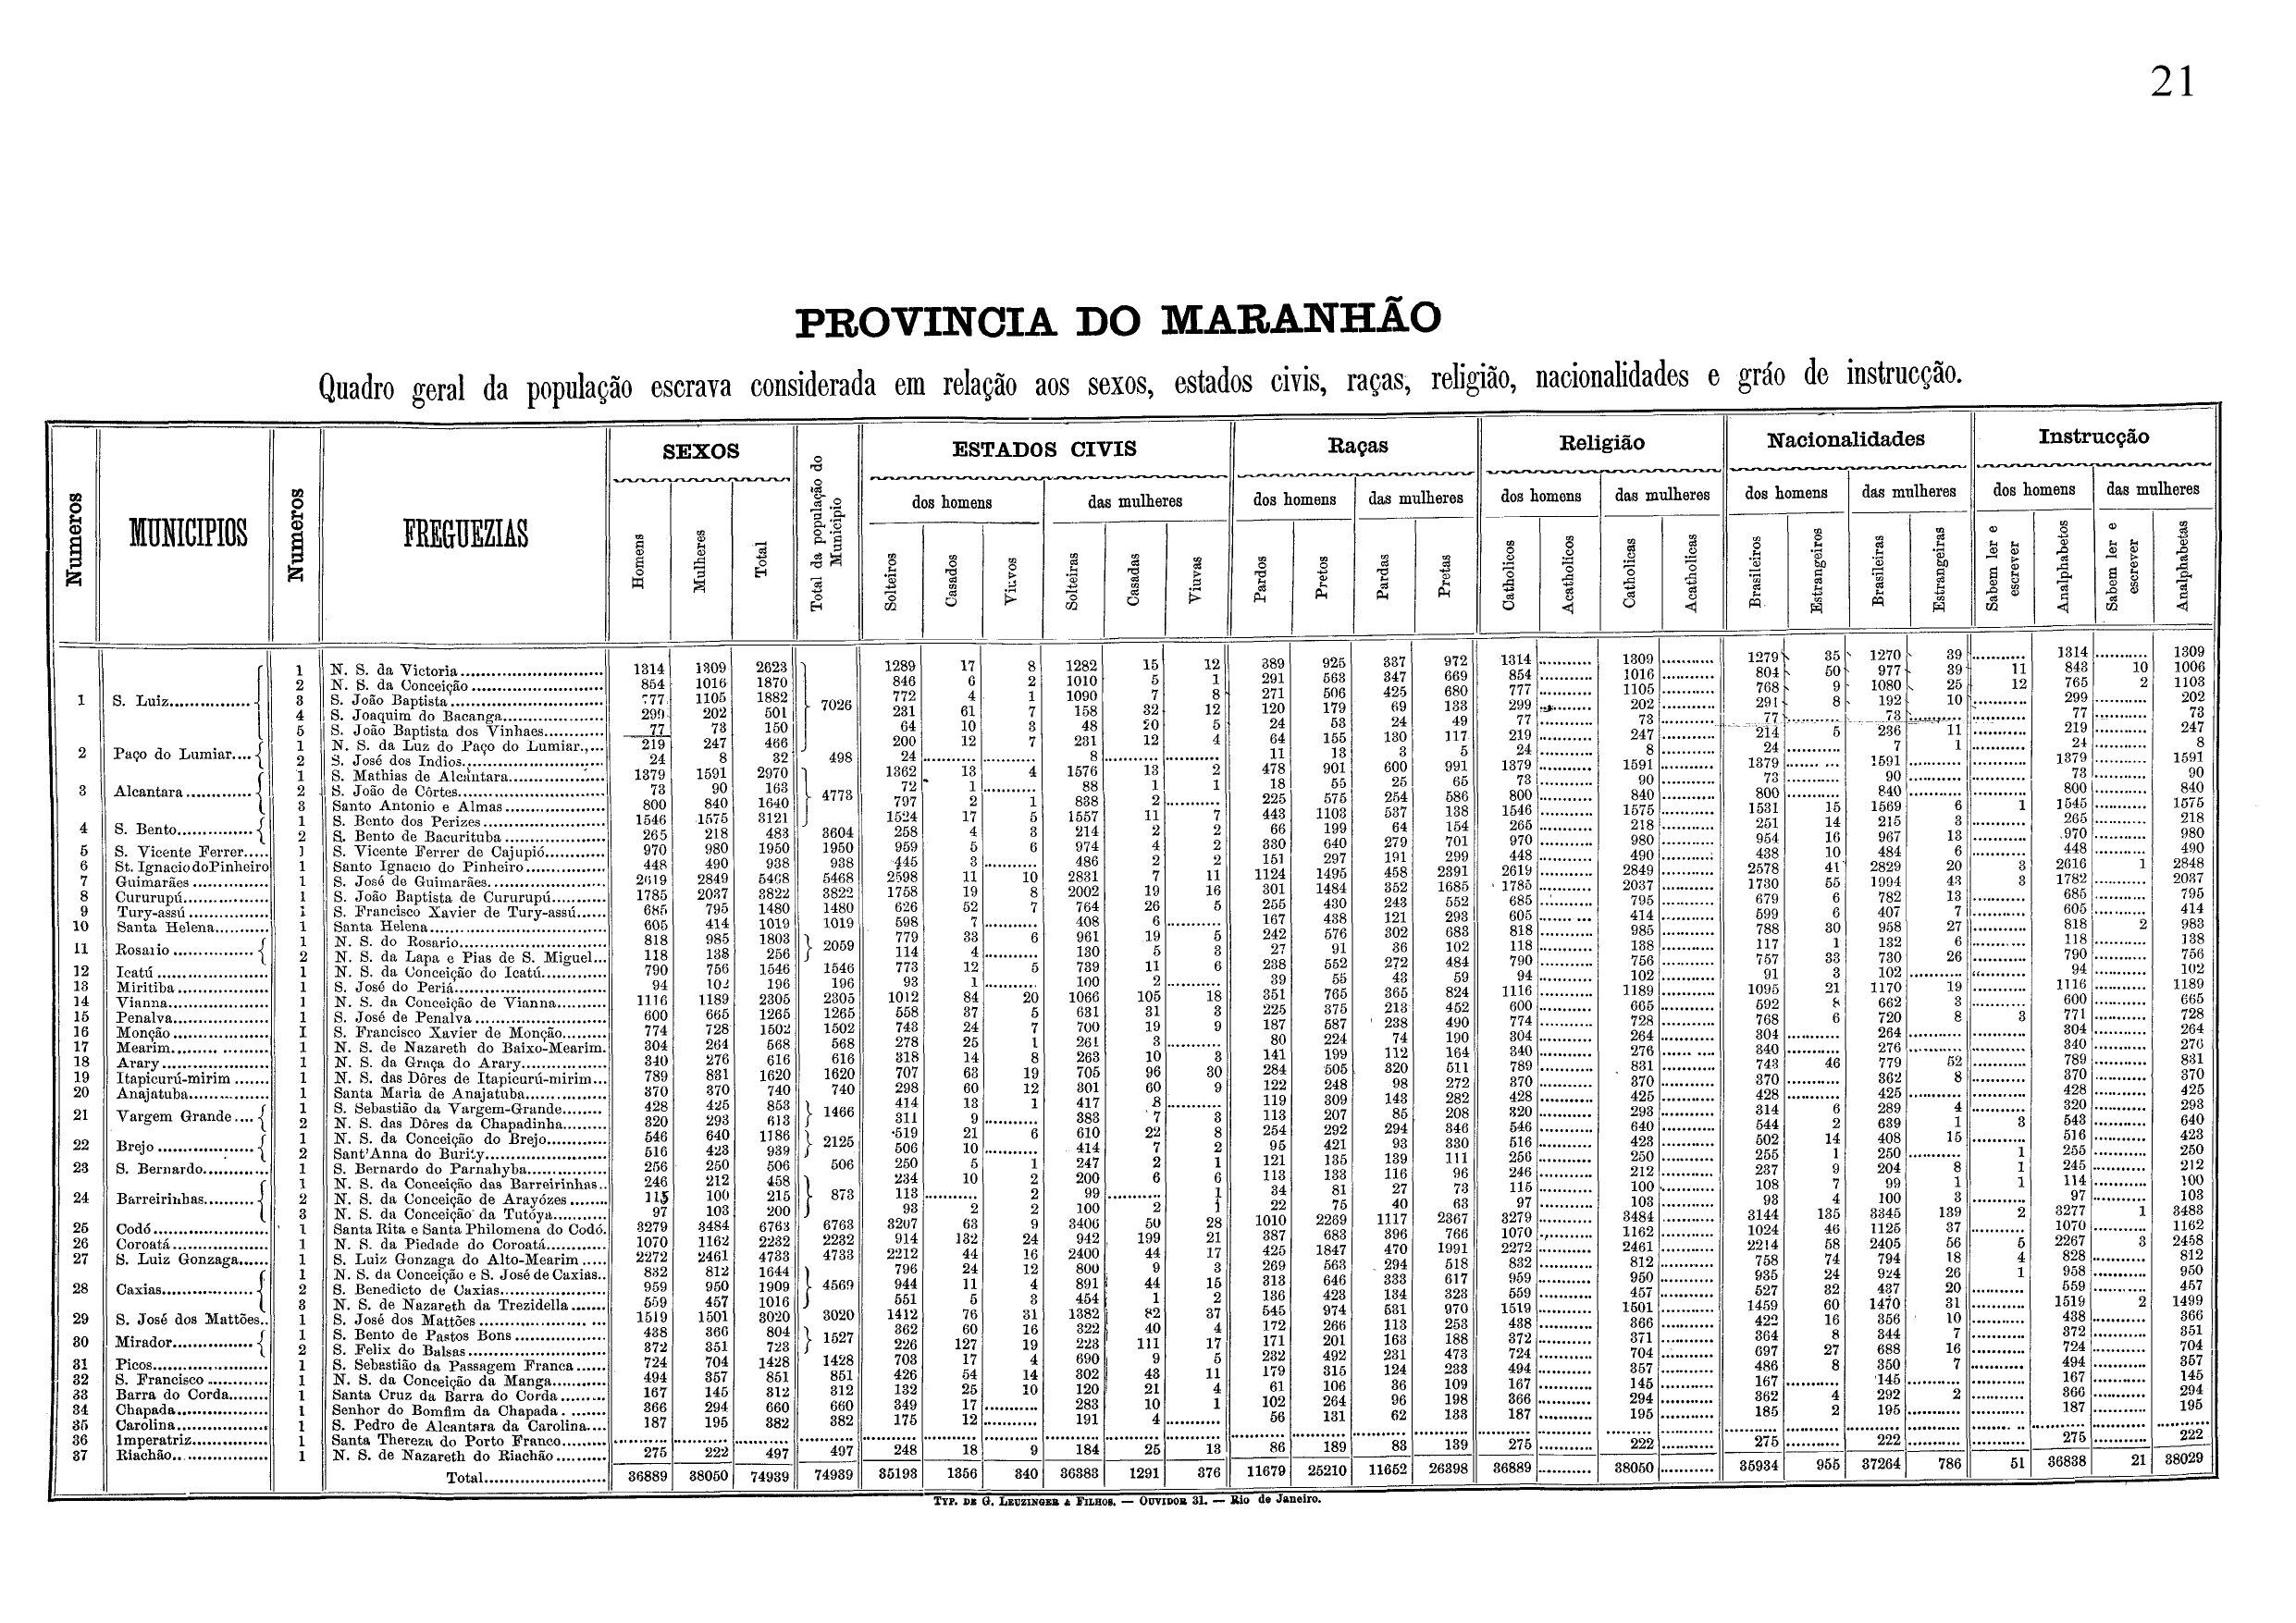 21
PROVINCIA DO MARANHÃO
Quadro geral da população escrava considerada em relação aos sexos, estados civis, raças, religião, nacionalidades e gráo de instrucção.
Numeros MUNICIPIOS Numeros FREGUEZIAS SEXOS Total da população do Municipio ESTADOS CIVIS Raças Religião Nacionalidades Instrucção
dos homens das mulheres dos homens das mulheres dos homens das mulheres dos homens das mulheres dos homens das mulheres
Homens Mulheres Total Solteiros Casados Viuvos Solteiras Casadas Viuvas Pardos Pretos Pardas Pretas Catholicos Acatholicos Catholicas Acatholicas Brasileiros Estrangeiros Brasileiras Estrangeiras Sabem ler e escrever Analphabetos Sabem ler e escrever Analphabetas
1 S. Luiz 1 N. S. da Victoria 1314 1309 2623 7026 1289 17 8 1282 15 12 389 925 337 972 1314 1309 1279 35 1270 39 1314 1309
2 N. S. da Conceição 854 1016 1870 846 6 2 1010 5 1 291 563 347 669 854 1016 804 50 977 39 11 843 10 1006
3 S. João Baptista 777 1105 1882 772 4 1 1090 7 8 271 506 425 680 777 1105 768 9 1080 25 12 765 2 1103
4 S. Joaquim do Bacanga 299 202 501 231 61 7 158 32 12 120 179 69 133 299 202 291 8 192 10 299 202
5 S. João Baptista dos Vinhaes 77 73 150 64 10 3 48 20 5 24 53 24 49 77 73 77 73 77 73
2 Paço do Lumiar 1 N. S. da Luz do Paço do Lumiar 219 247 466 200 12 7 231 12 4 64 155 130 117 219 247 214 5 236 11 219 247
2 S. José dos Indios 24 8 32 498 24 8 11 13 3 5 24 8 24 7 1 24 8
3 Alcantara 1 S. Mathias de Alcantara 1379 1591 2970 4773 1362 13 4 1576 13 2 478 901 600 991 1379 1591 1379 1591 1379 1591
2 S. João de Côrtes 73 90 163 72 1 88 1 1 18 55 25 65 73 90 73 90 73 90
3 Santo Antonio e Almas 800 840 1640 797 2 1 838 2 225 575 254 586 800 840 800 840 800 840
4 S. Bento 1 S. Bento dos Perizes 1546 1575 3121 1524 17 5 1557 11 7 443 1103 537 138 1546 1575 1531 15 1569 6 1 1545 1575
2 S. Bento de Bacurituba 265 218 483 3604 258 4 3 214 2 2 66 199 64 154 265 218 251 14 215 3 265 218
5 S. Vicente Ferrer 1 S. Vicente Ferrer de Cajupió 970 980 1950 1950 959 5 6 974 4 2 330 640 279 701 970 980 954 16 967 13 970 980
6 St. Ignacio do Pinheiro 1 Santo Ignacio do Pinheiro 448 490 938 938 445 3 486 2 2 151 297 191 299 448 490 438 10 484 6 448 490
7 Guimarães 1 S. José de Guimarães 2619 2849 5468 5468 2598 11 10 2831 7 11 1124 1495 458 2391 2619 2849 2578 41 2829 20 3 2616 1 2848
8 Cururupú 1 S. João Baptista de Cururupú 1785 2037 3822 3822 1758 19 8 2002 19 16 301 1484 352 1685 1785 2037 1730 55 1994 43 3 1782 2037
9 Tury-assú 1 S. Francisco Xavier de Tury-assú 685 795 1480 1480 626 52 7 764 26 5 255 430 243 552 685 795 679 6 782 13 685 795
10 Santa Helena 1 Santa Helena 605 414 1019 1019 598 7 408 6 167 438 121 293 605 414 599 6 407 7 605 414
11 Rosario 1 N. S. do Rosario 818 985 1803 2059 779 33 6 961 19 5 242 576 302 683 818 985 788 30 958 27 818 2 983
2 N. S. da Lapa e Pias de S. Miguel 118 138 256 114 4 130 5 3 27 91 36 102 118 138 117 1 132 6 118 138
12 Icatú 1 N. S. da Conceição do Icatú 790 756 1546 1546 773 12 5 739 11 6 238 552 272 484 790 756 757 33 730 26 790 756
13 Miritiba 1 S. José do Periá 94 102 196 196 93 1 100 2 39 55 43 59 94 102 91 3 102 94 102
14 Vianna 1 N. S. da Conceição de Vianna 1116 1189 2305 2305 1012 84 20 1066 105 18 351 765 365 824 1116 1189 1095 21 1170 19 1116 1189
15 Penalva 1 S. José de Penalva 600 665 1265 1265 558 37 5 631 31 3 225 375 213 452 600 665 592 8 662 3 600 665
16 Monção 1 S. Francisco Xavier de Monção 774 728 1502 1502 743 24 7 700 19 9 187 587 238 490 774 728 768 6 720 8 3 771 728
17 Mearim 1 N. S. de Nazareth do Baixo-Mearim. 304 264 568 568 278 25 1 261 3 80 224 74 190 304 264 304 264 304 264
18 Arary 1 N. S. da Graça do Arary 340 276 616 616 318 14 8 263 10 3 141 199 112 164 340 276 340 276 340 276
19 Itapicurú-mirim 1 N. S. das Dôres de Itapicurú-mirim 789 831 1620 1620 707 63 19 705 96 30 284 505 320 511 789 831 743 46 779 52 789 831
20 Anajatuba 1 Santa Maria de Anajatuba 370 370 740 740 298 60 12 301 60 9 122 248 98 272 370 370 370 362 8 370 370
21 Vargem Grande 1 S. Sebastião da Vargem-Grande 428 425 853 1466 414 13 1 417 8 119 309 143 282 428 425 428 425 428 425
2 N. S. das Dôres da Chapadinha 320 293 613 311 9 383 7 3 113 207 85 208 320 293 314 6 289 4 320 293
22 Brejo 1 N. S. da Conceição do Brejo 546 640 1186 2125 519 21 6 610 22 8 254 292 294 346 546 640 544 2 639 1 3 543 640
2 Sant'Anna do Burity 516 423 939 506 10 414 7 2 95 421 93 330 516 423 502 14 408 15 516 423
23 S. Bernardo 1 S. Bernardo do Parnahyba 256 250 506 506 250 5 1 247 2 1 121 135 139 111 256 250 255 1 250 1 255 250
24 Barreirinhas 1 N. S. da Conceição das Barreirinhas 246 212 458 873 234 10 2 200 6 6 113 133 116 96 246 212 237 9 204 8 1 245 212
2 N. S. da Conceição de Arayózes 115 100 215 113 2 99 1 34 81 27 73 115 100 108 7 99 1 1 114 100
3 N. S. da Conceição da Tutóya 97 103 200 93 2 2 100 2 1 22 75 40 63 97 103 93 4 100 3 97 103
25 Codó 1 Santa Rita e Santa Philomena do Codó. 3279 3484 6763 6763 3207 63 9 3406 50 28 1010 2269 1117 2367 3279 3484 3144 135 3345 139 2 3277 1 3483
26 Coroatá 1 N. S. da Piedade do Coroatá 1070 1162 2232 2232 914 132 24 942 199 21 387 683 396 766 1070 1162 1024 46 1125 37 1070 1162
27 S. Luiz Gonzaga 1 S. Luiz Gonzaga do Alto-Mearim 2272 2461 4733 4733 2212 44 16 2400 44 17 425 1847 470 1991 2272 2461 2214 58 2405 56 5 2267 3 2458
28 Caxias 1 N. S. da Conceição e S. José de Caxias 832 812 1644 4569 796 24 12 800 9 3 269 563 294 518 832 812 758 74 794 18 4 828 812
2 S. Benedicto de Caxias 959 950 1909 944 11 4 891 44 15 313 646 333 617 959 950 935 24 924 26 1 958 950
3 N. S. de Nazareth da Trezidella 559 457 1016 551 5 3 454 1 2 136 423 134 323 559 457 527 32 437 20 559 457
29 S. José dos Mattões 1 S. José dos Mattões 1519 1501 3020 3020 1412 76 31 1382 82 37 545 974 531 970 1519 1501 1459 60 1470 31 1519 2 1499
30 Mirador 1 S. Bento de Pastos Bons 438 366 804 1527 362 60 16 322 40 4 172 266 113 253 438 366 422 16 356 10 438 366
2 S. Felix do Balsas 372 351 723 226 127 19 223 111 17 171 201 163 188 372 371 364 8 344 7 372 351
31 Picos 1 S. Sebastião da Passagem Franca 724 704 1428 1428 703 17 4 690 9 5 232 492 231 473 724 704 697 27 688 16 724 704
32 S. Francisco 1 N. S. da Conceição da Manga 494 357 851 851 426 54 14 302 43 11 179 315 124 233 494 357 486 8 350 7 494 357
33 Barra do Corda 1 Santa Cruz da Barra do Corda 167 145 312 312 132 25 10 120 21 4 61 106 36 109 167 145 167 145 167 145
34 Chapada 1 Senhor do Bomfim da Chapada 366 294 660 660 349 17 283 10 1 102 264 96 198 366 294 362 4 292 2 366 294
35 Carolina 1 S. Pedro de Alcantara da Carolina 187 195 382 382 175 12 191 4 56 131 62 133 187 195 185 2 195 187 195
36 Imperatriz 1 Santa Thereza do Porto Franco
37 Riachão 1 N. S. de Nazareth do Riachão 275 222 497 497 248 18 9 184 25 13 86 189 83 139 275 222 275 222 275 222
Total 36889 38050 74939 74939 35193 1356 340 36383 1291 376 11679 25210 11652 26398 36889 38050 35934 955 37264 786 51 36838 21 38029
TYP. DE G. LEUZINGER & FILHOS. — OUVIDOR 31. — Rio de Janeiro.